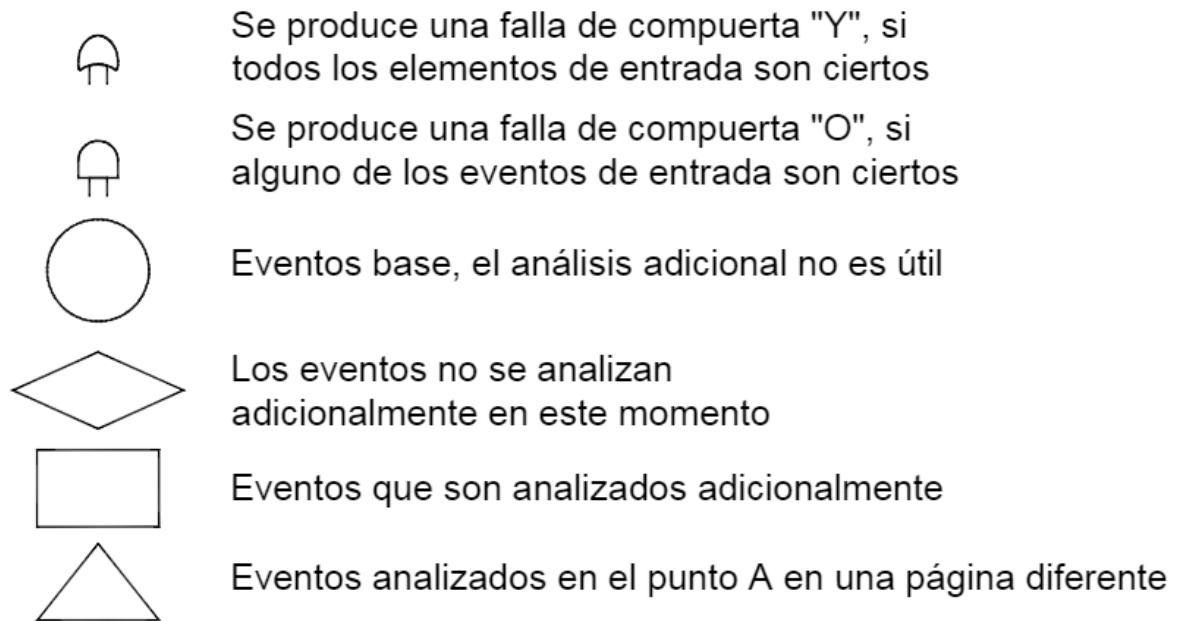 Se produce una falla de compuerta "Y", si
todos los elementos de entrada son ciertos
Se produce una falla de compuerta "O", si
alguno de los eventos de entrada son ciertos
Eventos base, el análisis adicional no es útil
Los eventos no se analizan
adicionalmente en este momento
Eventos que son analizados adicionalmente
Eventos analizados en el punto A en una página diferente